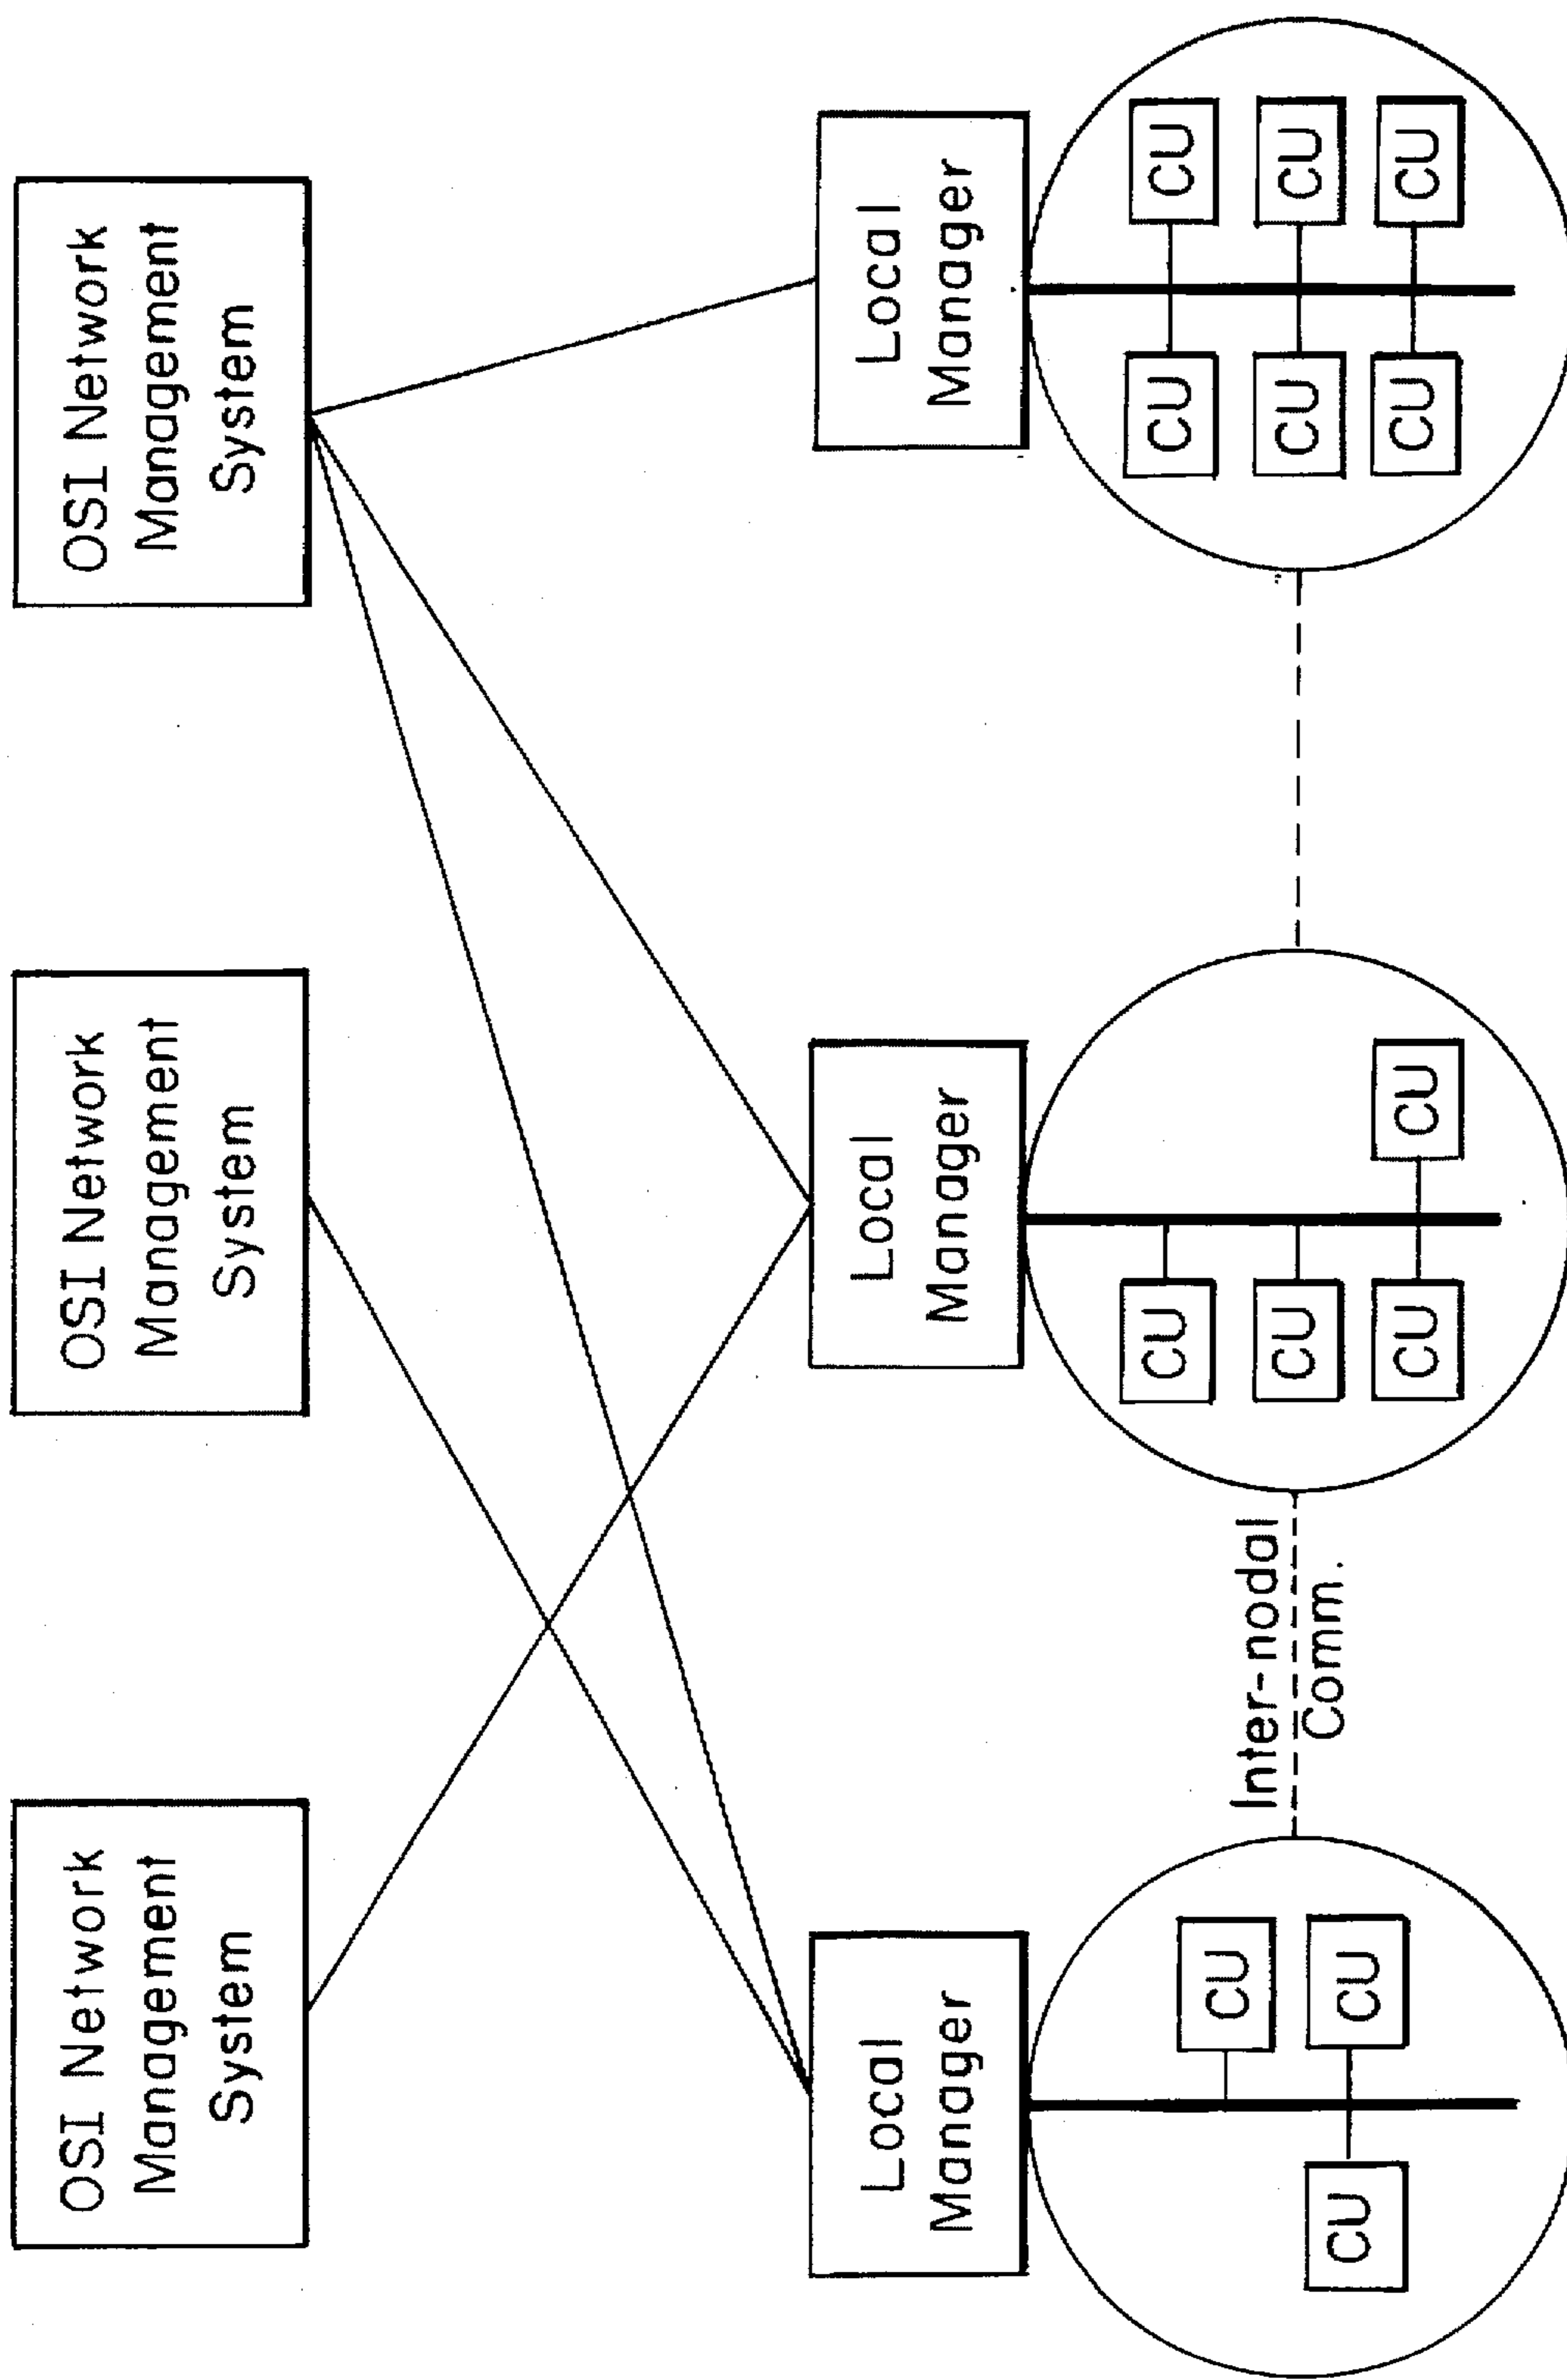 OSI Network
Management
System
OSI Network
Management
System
OSI Network
Management
System
Local
Manager
Local
Manager
Local
Manager
CU
CU
CU
Inter-nodal
Comm.
CU
CU
CU
CU
CU
CU
CU
CU
CU
CU